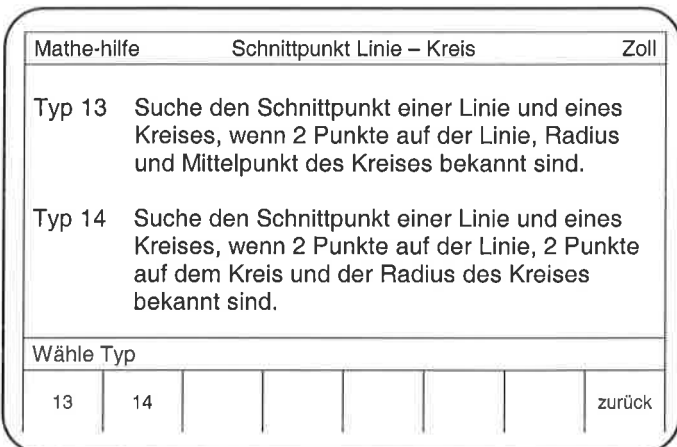 Mathe-hilfe Schnittpunkt Linie – Kreis Zoll
Typ 13 Suche den Schnittpunkt einer Linie und eines
Kreises, wenn 2 Punkte auf der Linie, Radius
und Mittelpunkt des Kreises bekannt sind.
Typ 14 Suche den Schnittpunkt einer Linie und eines
Kreises, wenn 2 Punkte auf der Linie, 2 Punkte
auf dem Kreis und der Radius des Kreises
bekannt sind.
Wähle Typ
13 14 zurück